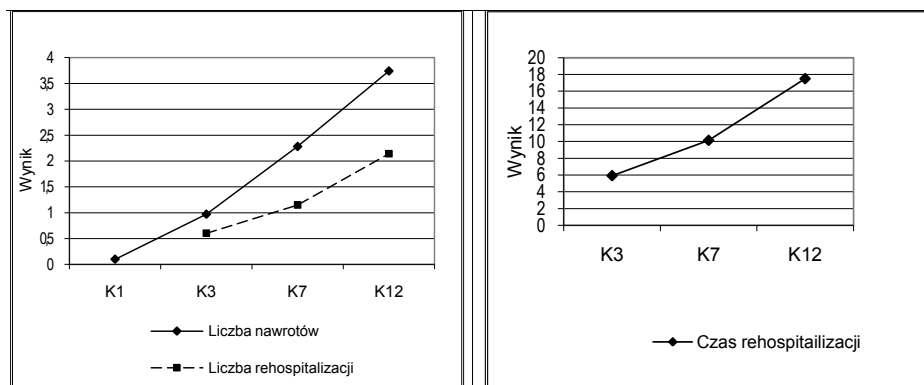 4
3,5
3
2,5
2
1,5
1
0,5
0
Wynik
K1 K3 K7 K12
Liczba nawrotów
Liczba rehospitalizacji
20
18
16
14
12
10
8
6
4
2
0
Wynik
K3 K7 K12
Czas rehospitailizacji